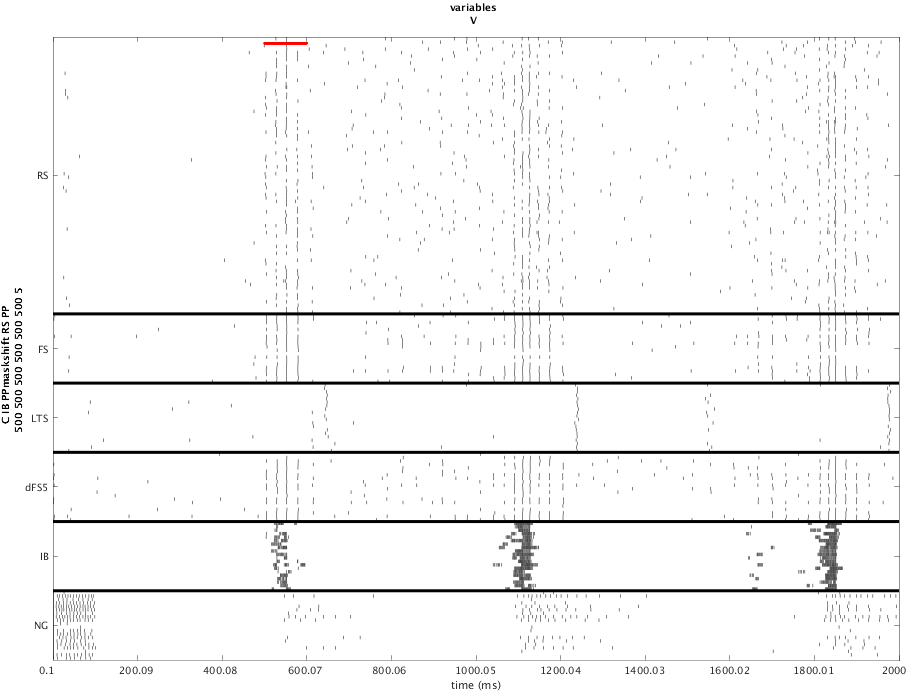 variables
V
C IB PPmaskshift RS PP
500 500 500 500 500 500 5
RS
FS
LTS
dFS5
IB
NG
0.1 200.09 400.08 600.07 800.06 1000.05 1200.04 1400.03 1600.02 1800.01 2000
time (ms)